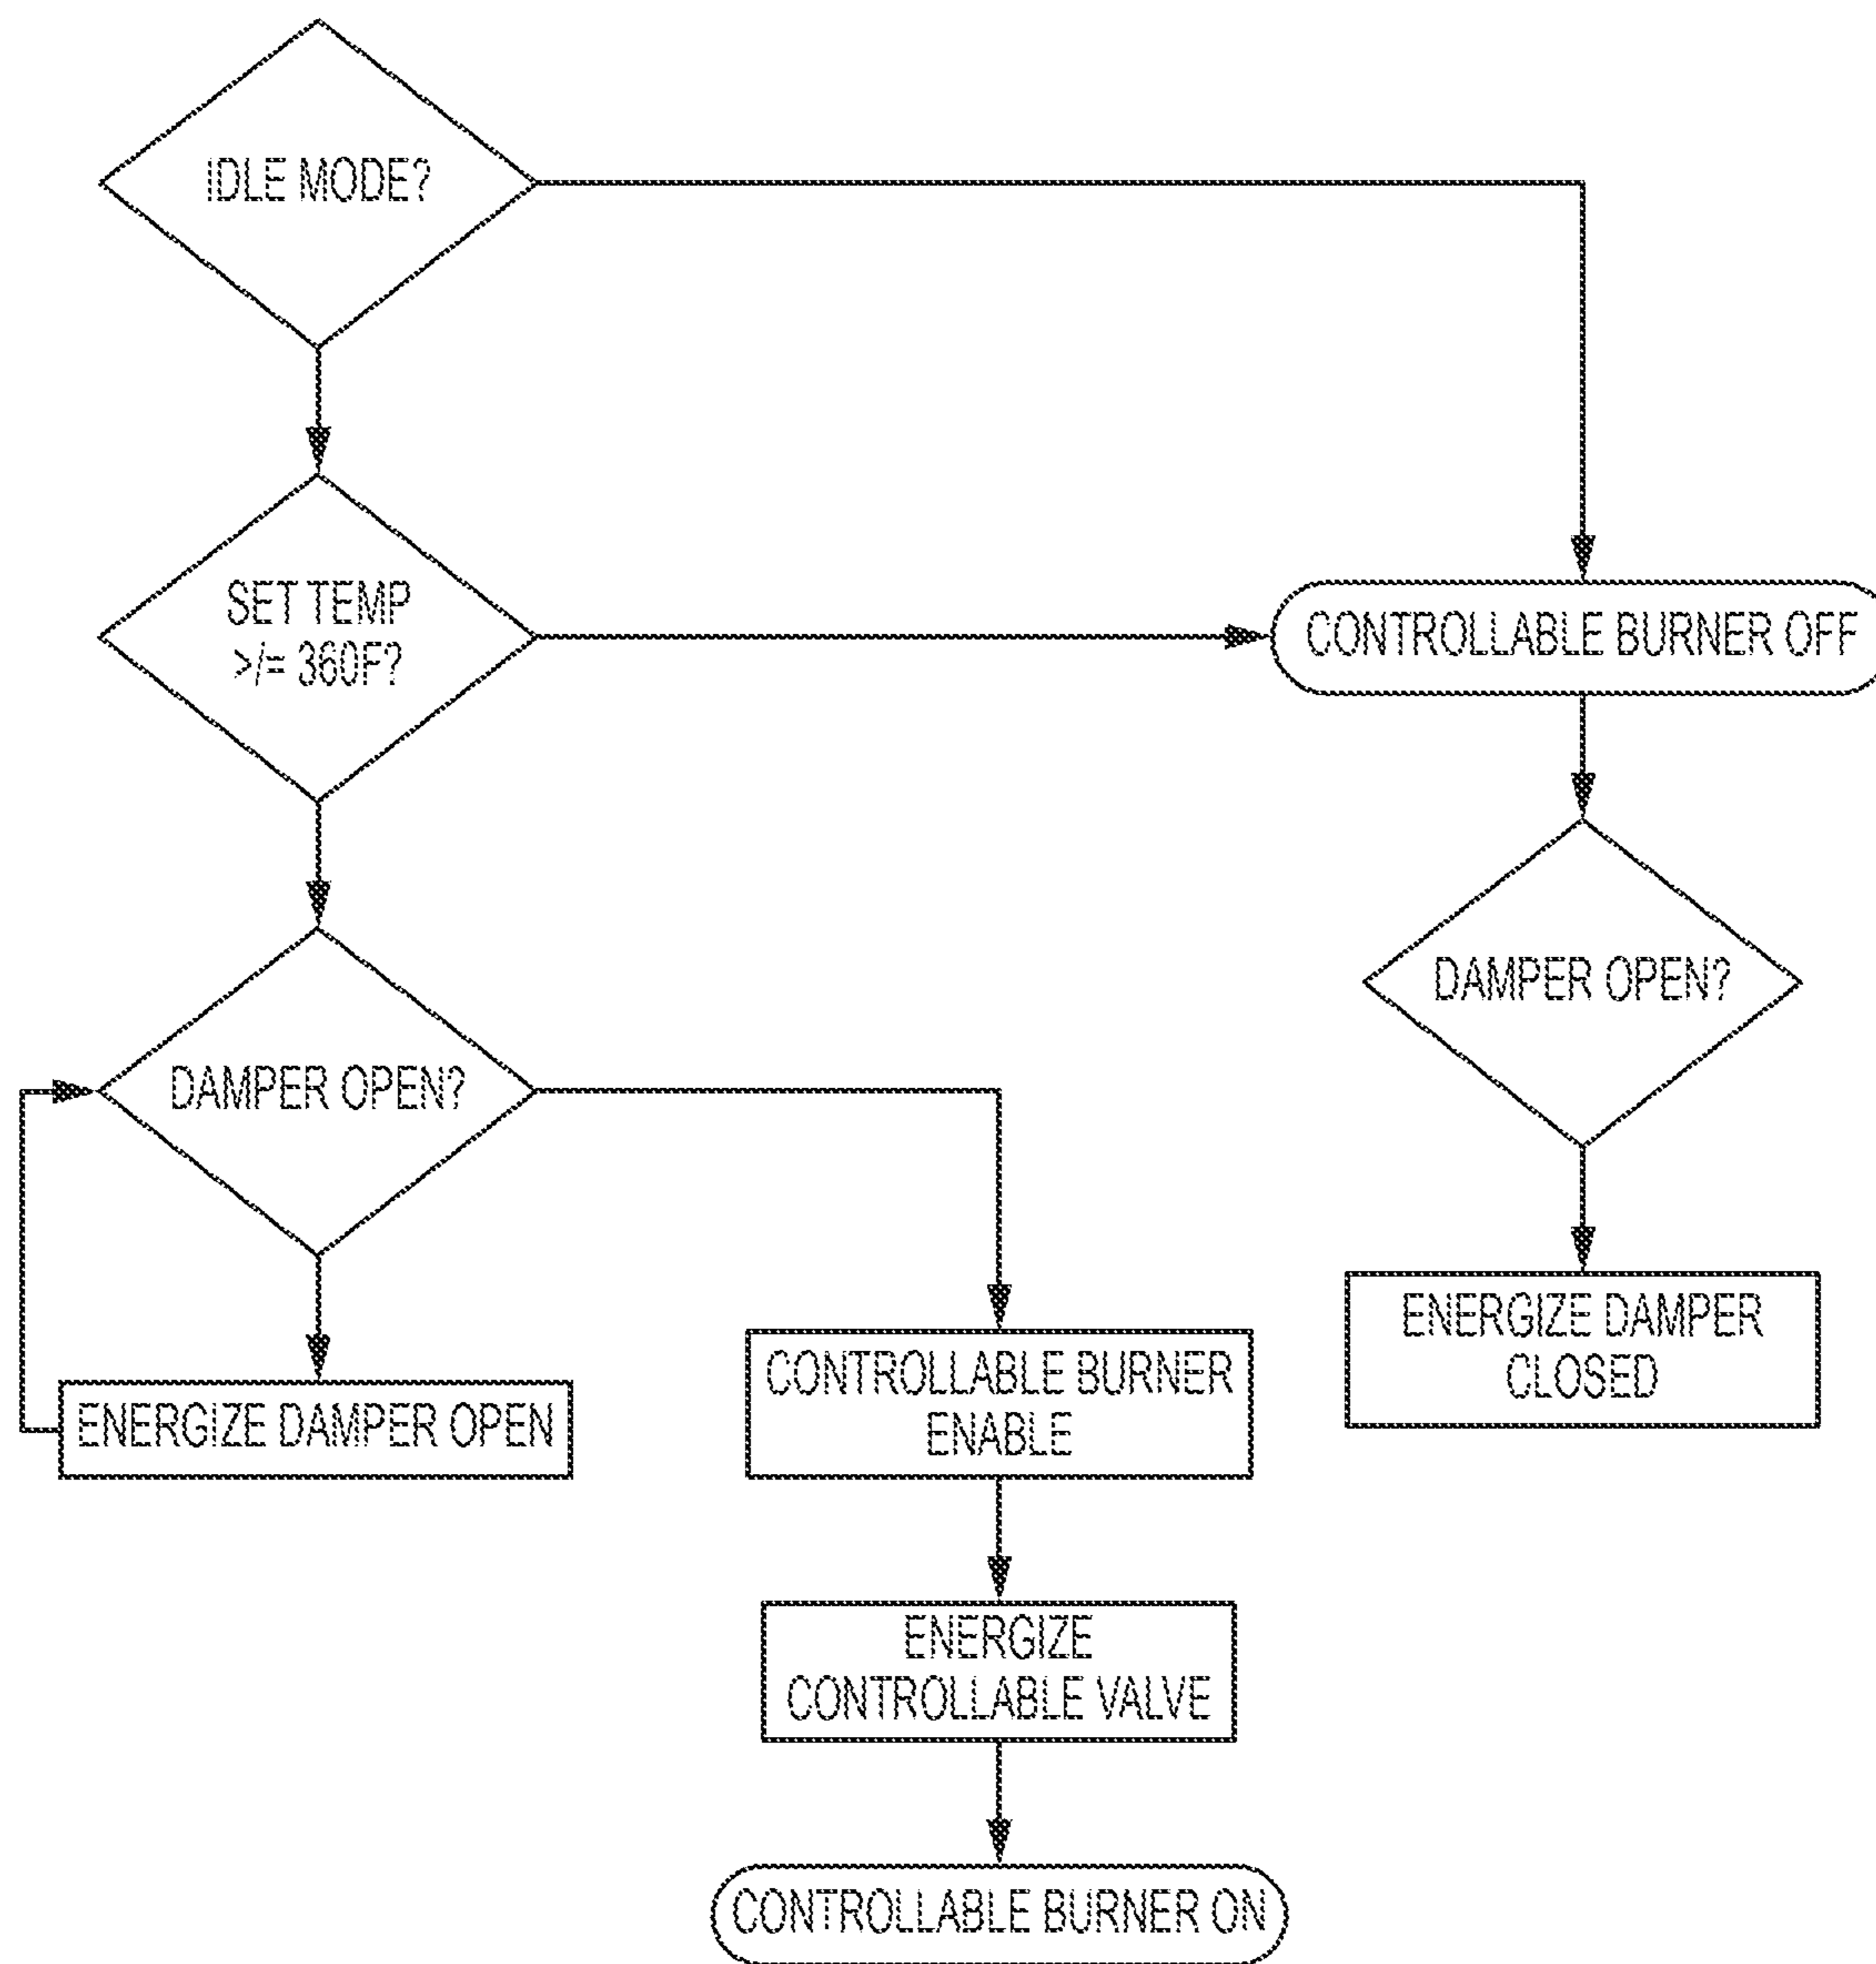 IDLE MODE?
SET TEMP
>/= 360F?
CONTROLLABLE BURNER OFF
DAMPER OPEN?
DAMPER OPEN?
ENERGIZE DAMPER
CLOSED
CONTROLLABLE BURNER
ENABLE
ENERGIZE DAMPER OPEN
ENERGIZE
CONTROLLABLE VALVE
CONTROLLABLE BURNER ON